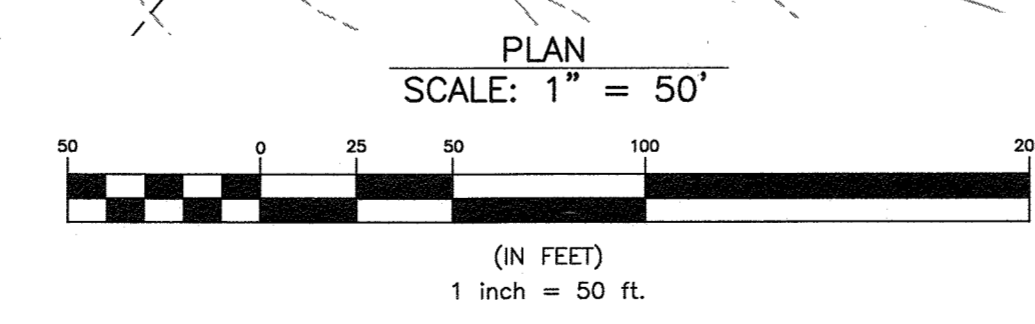 PLAN
SCALE: 1" = 50'
50 0 25 50 100 20
(IN FEET)
1 inch = 50 ft.